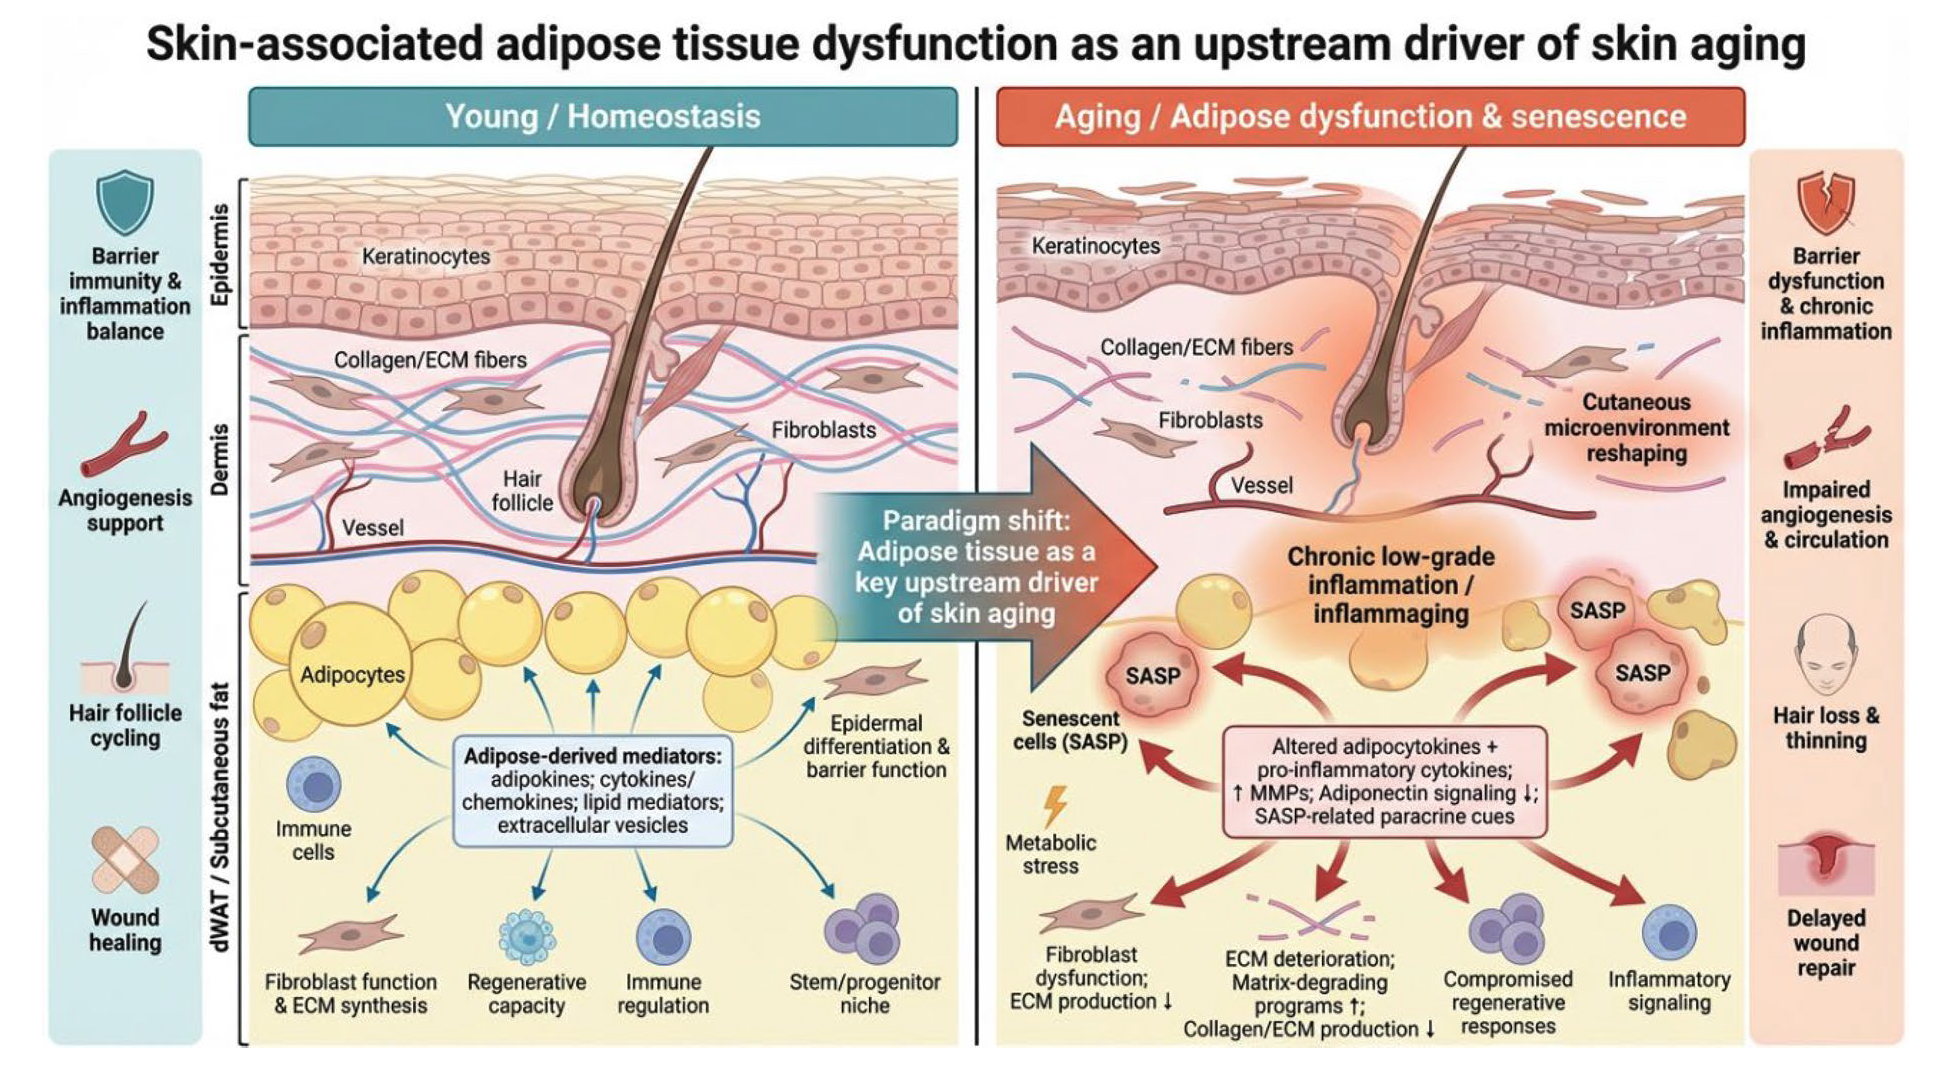 Skin-associated adipose tissue dysfunction as an upstream driver of skin aging
Young / Homeostasis
Barrier
immunity &
inflammation
balance
Angiogenesis
support
Hair follicle
cycling
Wound
healing
Epidermis
Dermis
dWAT / Subcutaneous fat
Keratinocytes
Collagen/ECM fibers
Fibroblasts
Hair
follicle
Vessel
Adipocytes
Immune
cells
Adipose-derived mediators:
adipokines; cytokines/
chemokines; lipid mediators;
extracellular vesicles
Epidermal
differentiation &
barrier function
Fibroblast function
& ECM synthesis
Regenerative
capacity
Immune
regulation
Stem/progenitor
niche
Paradigm shift:
Adipose tissue as a
key upstream driver
of skin aging
Aging / Adipose dysfunction & senescence
Keratinocytes
Collagen/ECM fibers
Fibroblasts
Vessel
Cutaneous
microenvironment
reshaping
Chronic low-grade
inflammation /
inflammaging
SASP
SASP
SASP
Senescent
cells (SASP)
Metabolic
stress
Altered adipocytokines +
pro-inflammatory cytokines;
↑ MMPs; Adiponectin signaling ↓;
SASP-related paracrine cues
Fibroblast
dysfunction;
ECM production ↓
ECM deterioration;
Matrix-degrading
programs ↑;
Collagen/ECM production ↓
Compromised
regenerative
responses
Inflammatory
signaling
Barrier
dysfunction
& chronic
inflammation
Impaired
angiogenesis
& circulation
Hair loss &
thinning
Delayed
wound
repair